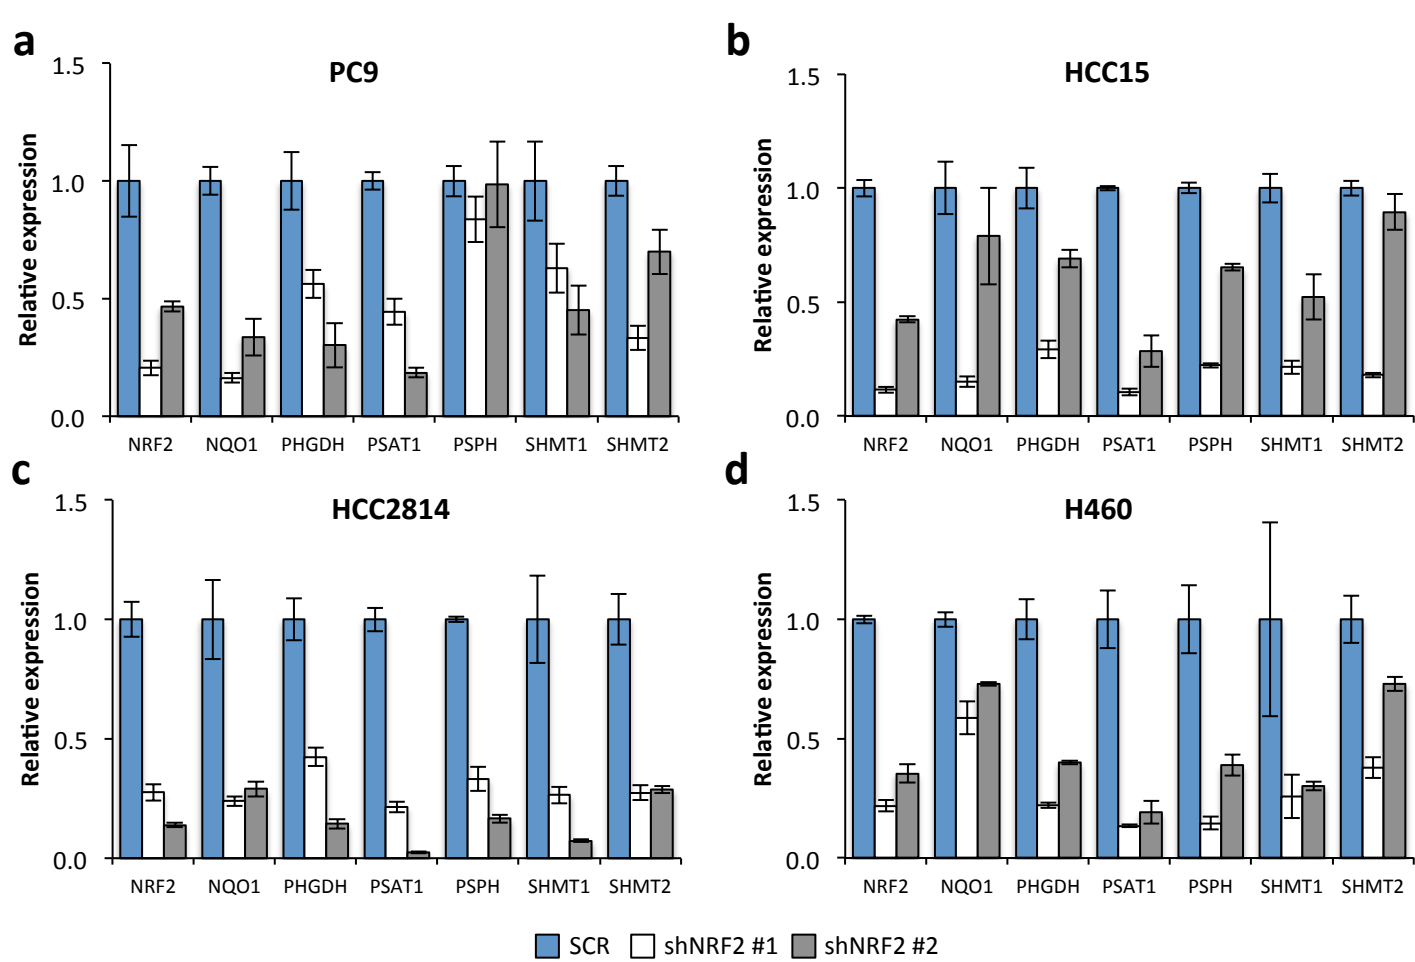 a
PC9
Relative expression
1.5
1.0
0.5
0.0
NRF2 NQO1 PHGDH PSAT1 PSPH SHMT1 SHMT2
b
HCC15
Relative expression
1.5
1.0
0.5
0.0
NRF2 NQO1 PHGDH PSAT1 PSPH SHMT1 SHMT2
c
HCC2814
Relative expression
1.5
1.0
0.5
0.0
NRF2 NQO1 PHGDH PSAT1 PSPH SHMT1 SHMT2
d
H460
Relative expression
1.5
1.0
0.5
0.0
NRF2 NQO1 PHGDH PSAT1 PSPH SHMT1 SHMT2
SCR shNRF2 #1 shNRF2 #2